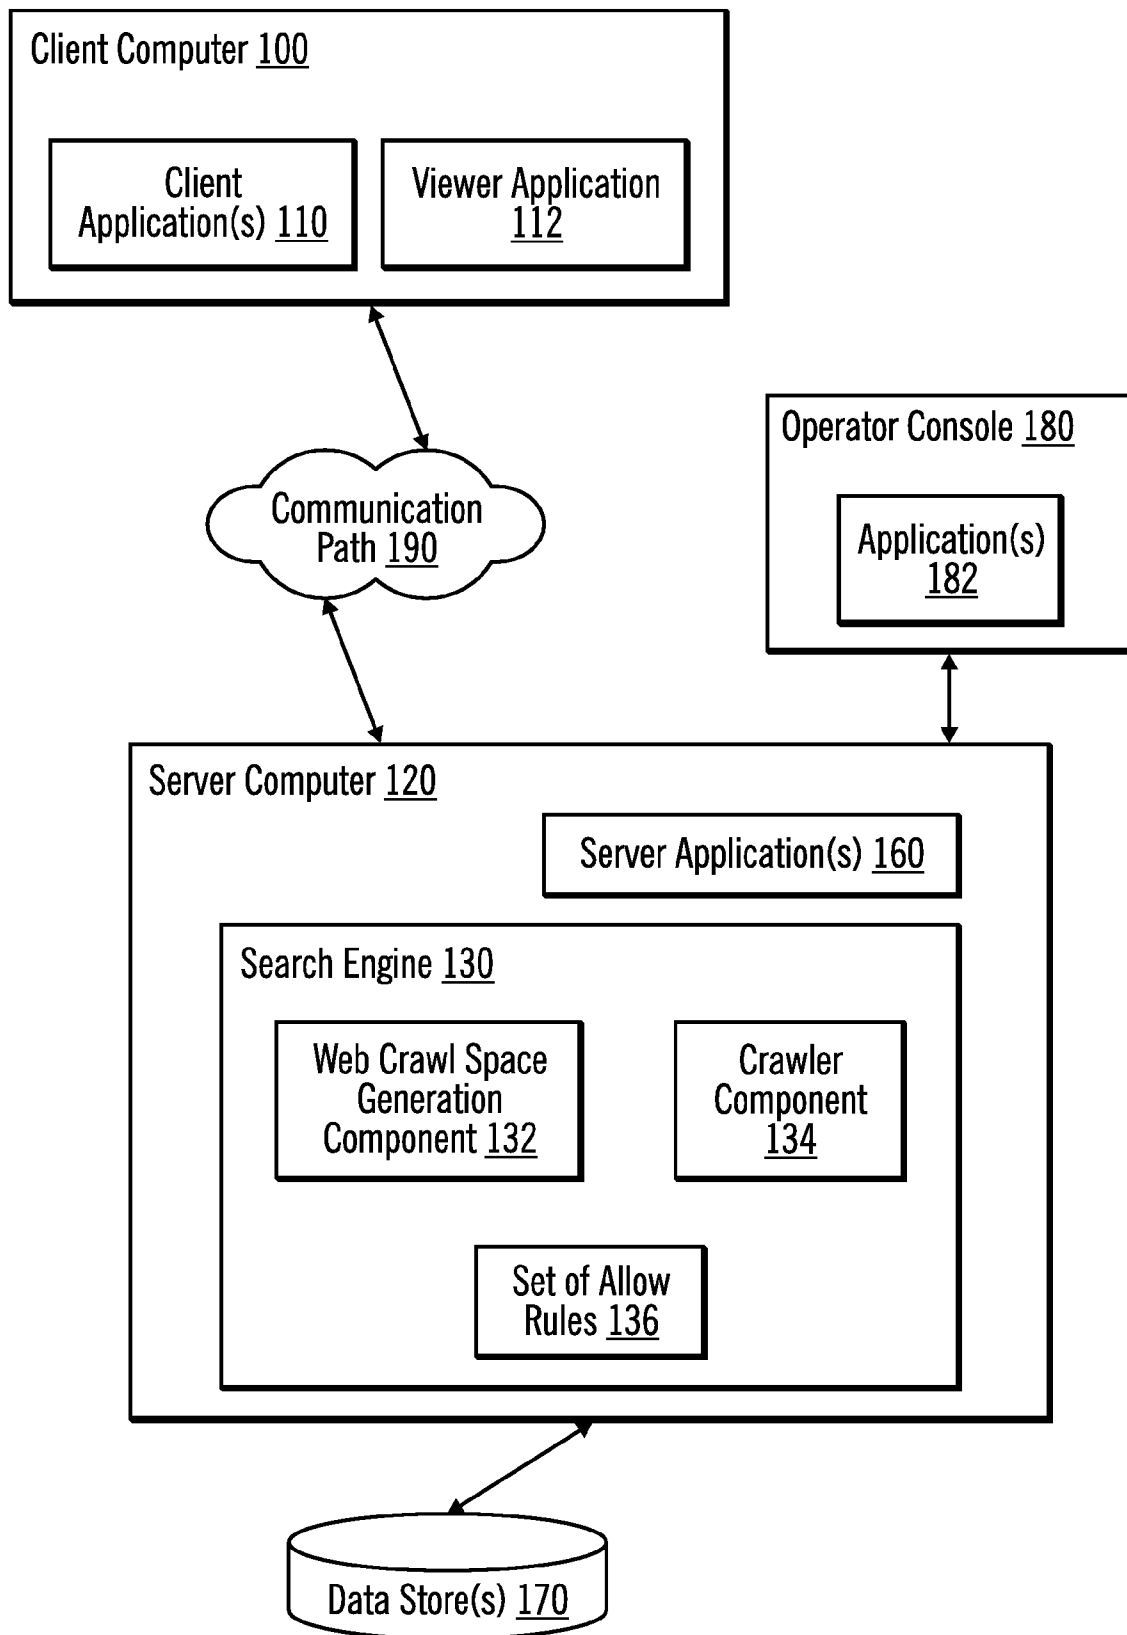 Client Computer 100
Client
Application(s) 110
Viewer Application
112
Communication
Path 190
Operator Console 180
Application(s)
182
Server Computer 120
Server Application(s) 160
Search Engine 130
Web Crawl Space
Generation
Component 132
Crawler
Component
134
Set of Allow
Rules 136
Data Store(s) 170